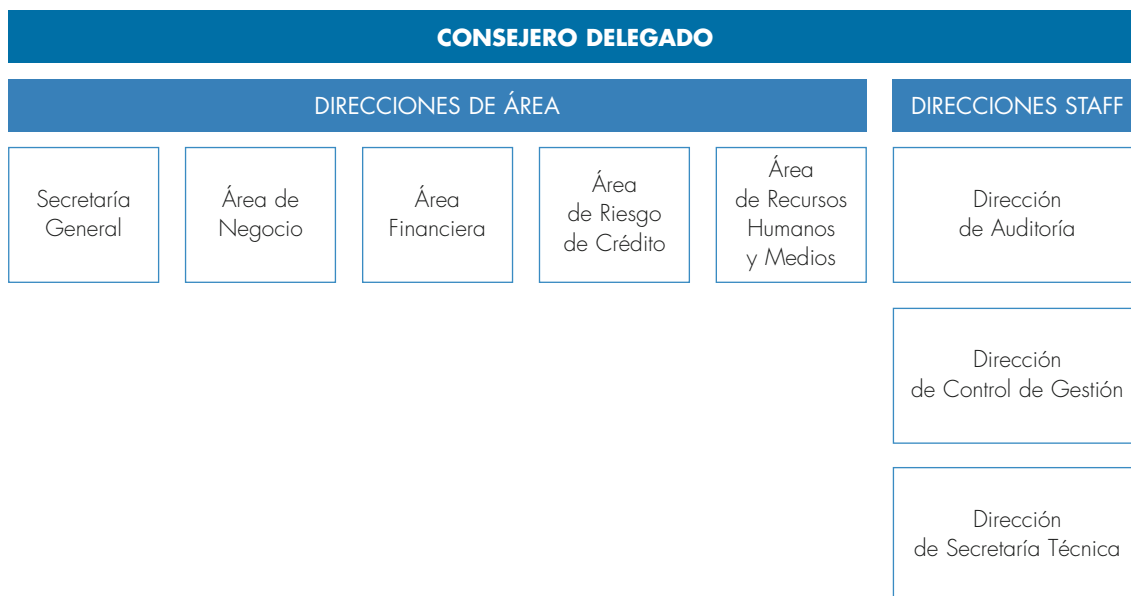 CONSEJERO DELEGADO
DIRECCIONES DE ÁREA
DIRECCIONES STAFF
Secretaría
General
Área de
Negocio
Área
Financiera
Área
de Riesgo
de Crédito
Área
de Recursos
Humanos
y Medios
Dirección
de Auditoría
Dirección
de Control de Gestión
Dirección
de Secretaría Técnica